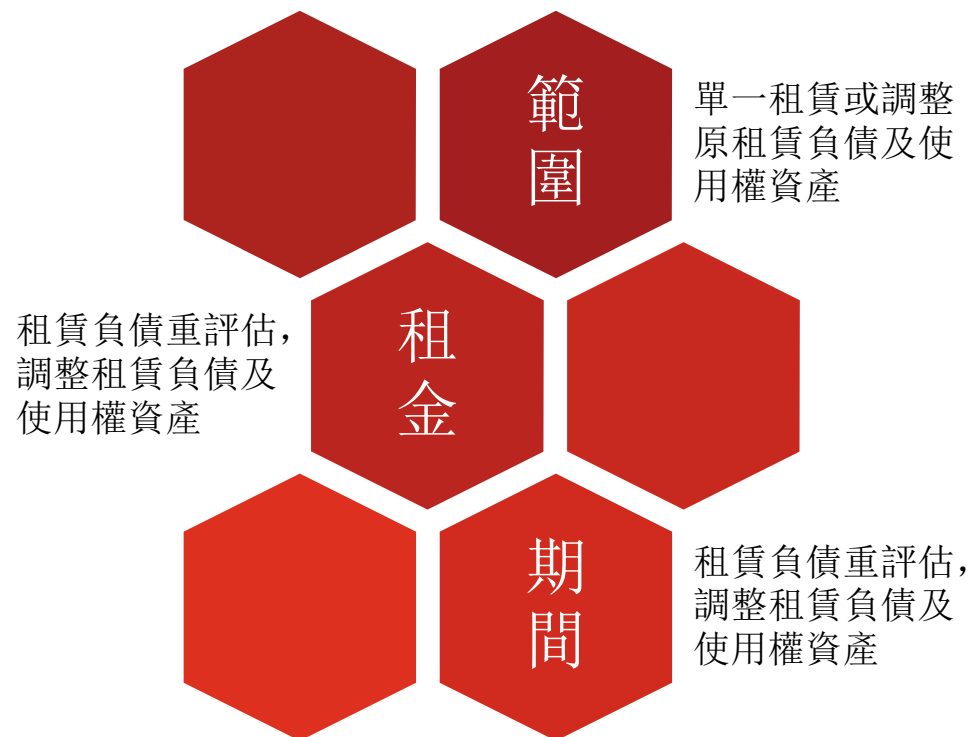 範圍
單一租賃或調整
原租賃負債及使
用權資產
租金
租賃負債重評估，
調整租賃負債及
使用權資產
期間
租賃負債重評估，
調整租賃負債及
使用權資產